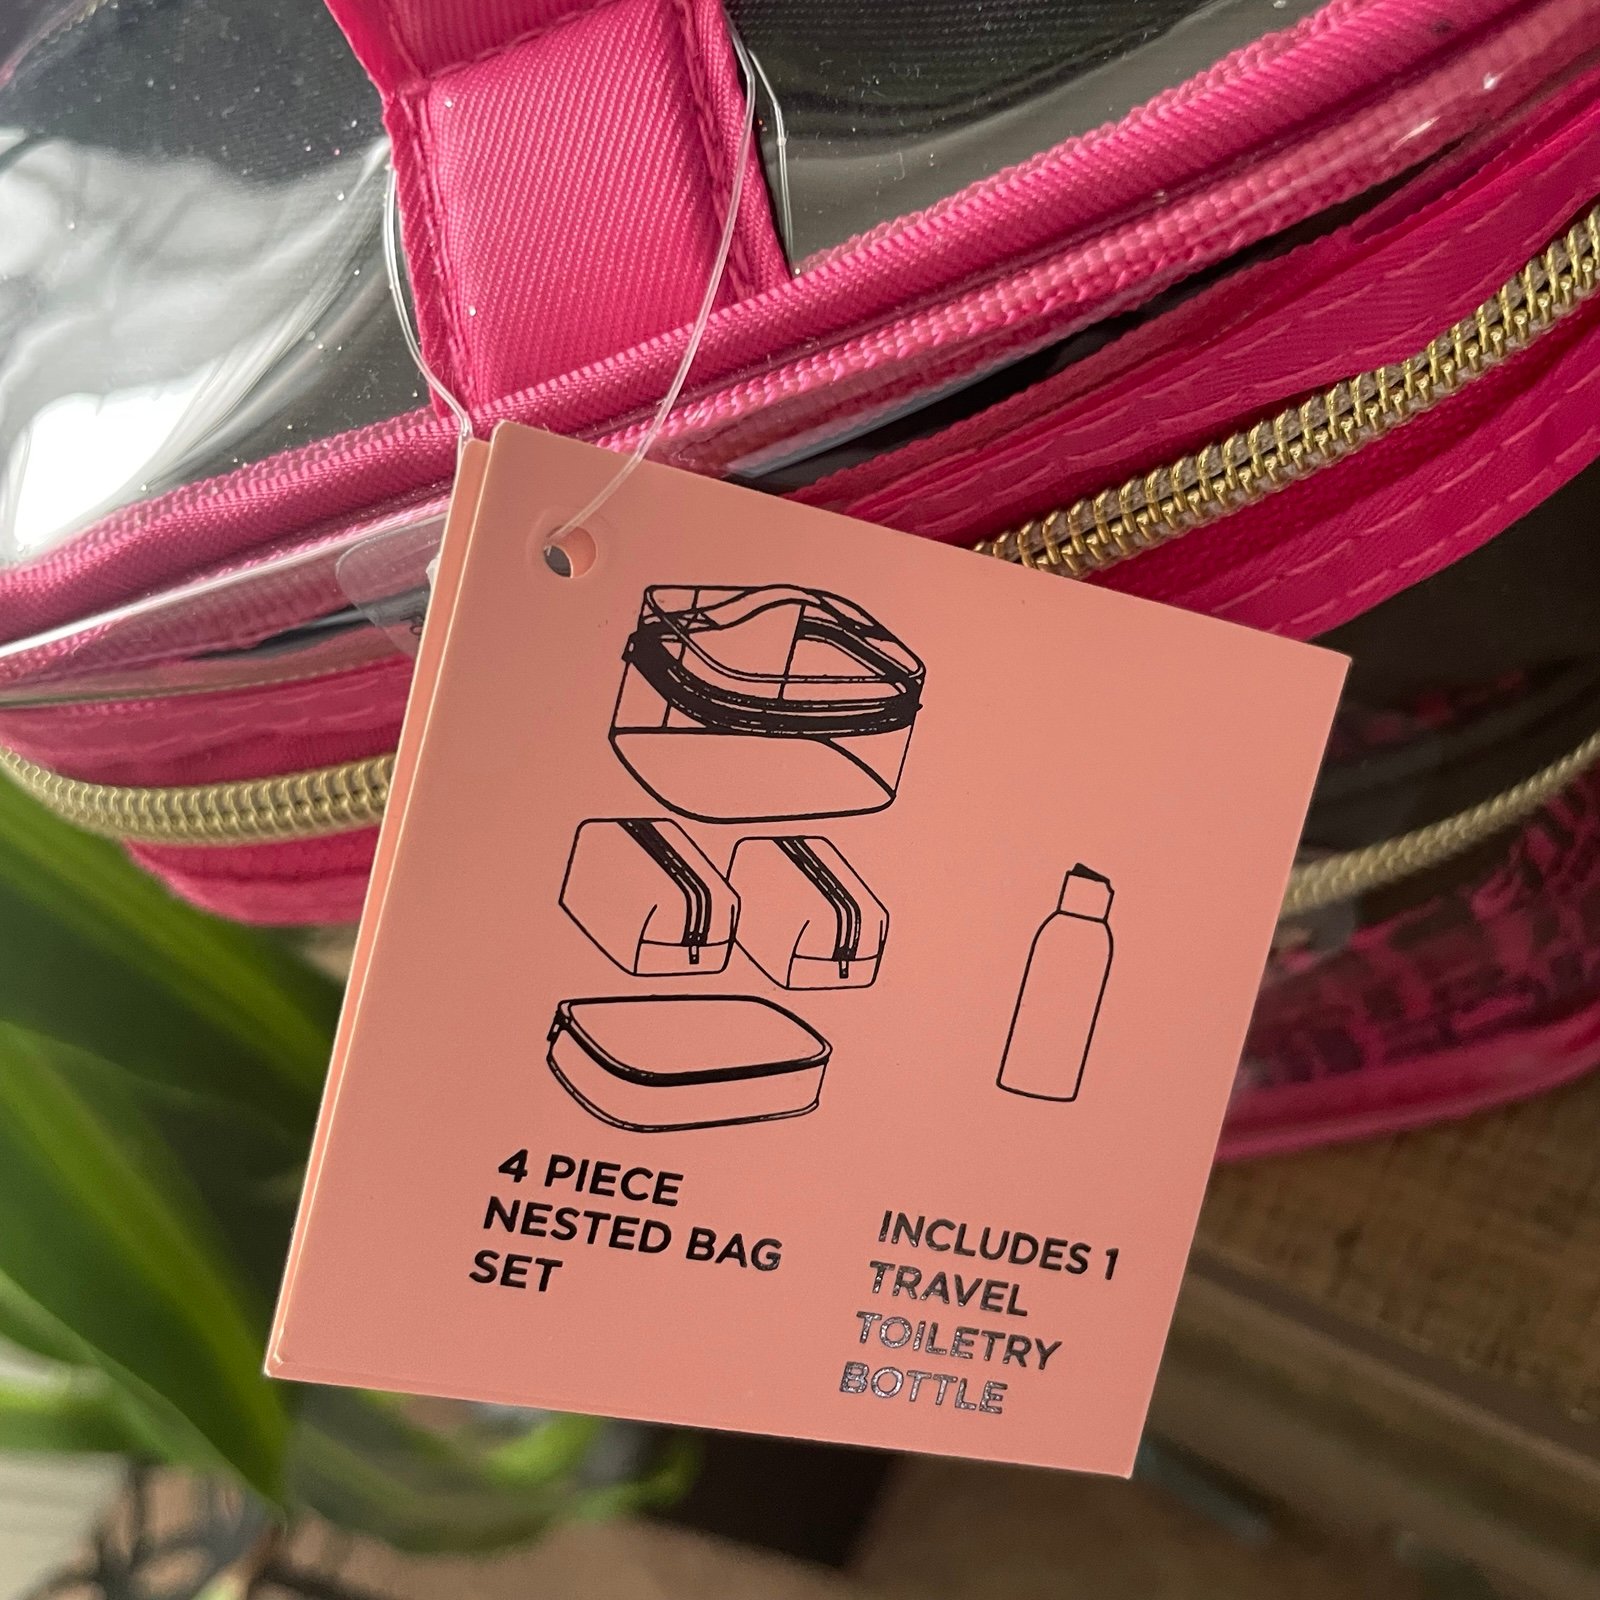 4 PIECE
NESTED BAG
SET
INCLUDES 1
TRAVEL
TOILETRY
BOTTLE